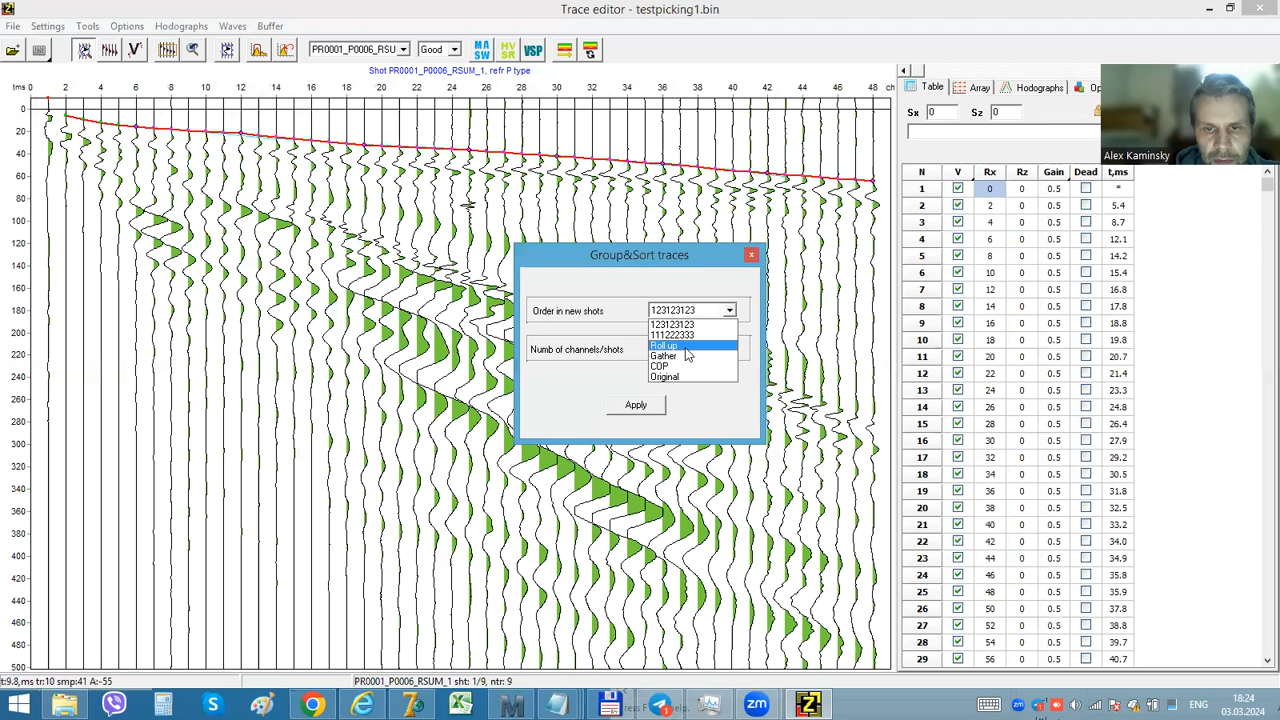 Trace editor - testpicking1.bin
File Settings Tools Options Hodographs Waves Buffer
PR0001_P0006_RSU Good MA SW HV SR VSP
Shot PR0001_P0006_RSUM_1, refr P type
1ms 2 4 6 8 10 12 14 16 18 20 22 24 26 28 30 32 34 36 38 40 42 44 46 48 ch
0
20
40
60
80
100
120
140
160
180
200
220
240
260
280
300
320
340
360
380
400
420
440
460
480
500
Group&Sort traces
Order in new shots 123123123
123123123
111222333
Roll up
Gather
COP
Original
Numb of channels/shots
Apply
Table Array Hodographs
Sx 0 Sz 0
Alex Kaminsky
N V Rx Rz Gain Dead t,ms
1 0 0 0.5 *
2 2 0 0.5 5.4
3 4 0 0.5 8.7
4 6 0 0.5 12.1
5 8 0 0.5 14.2
6 10 0 0.5 15.4
7 12 0 0.5 16.8
8 14 0 0.5 17.8
9 16 0 0.5 18.8
10 18 0 0.5 19.8
11 20 0 0.5 20.7
12 22 0 0.5 21.4
13 24 0 0.5 23.3
14 26 0 0.5 24.8
15 28 0 0.5 26.4
16 30 0 0.5 27.9
17 32 0 0.5 29.2
18 34 0 0.5 30.5
19 36 0 0.5 31.8
20 38 0 0.5 32.5
21 40 0 0.5 33.2
22 42 0 0.5 34.0
23 44 0 0.5 34.9
24 46 0 0.5 35.8
25 48 0 0.5 35.9
26 50 0 0.5 37.8
27 52 0 0.5 38.8
28 54 0 0.5 39.7
29 56 0 0.5 40.7
t:9.8,ms tr:10 smp:41 A:-55 PR0001_P0006_RSUM_1 sht: 1/9, ntr: 9
ENG
18:24
03.03.2024